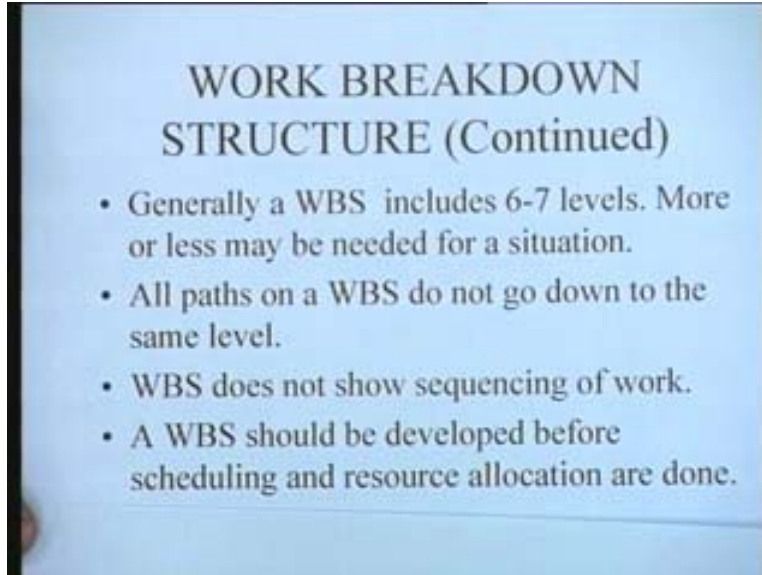 WORK BREAKDOWN
STRUCTURE (Continued)
• Generally a WBS includes 6-7 levels. More
or less may be needed for a situation.
• All paths on a WBS do not go down to the
same level.
• WBS does not show sequencing of work.
• A WBS should be developed before
scheduling and resource allocation are done.